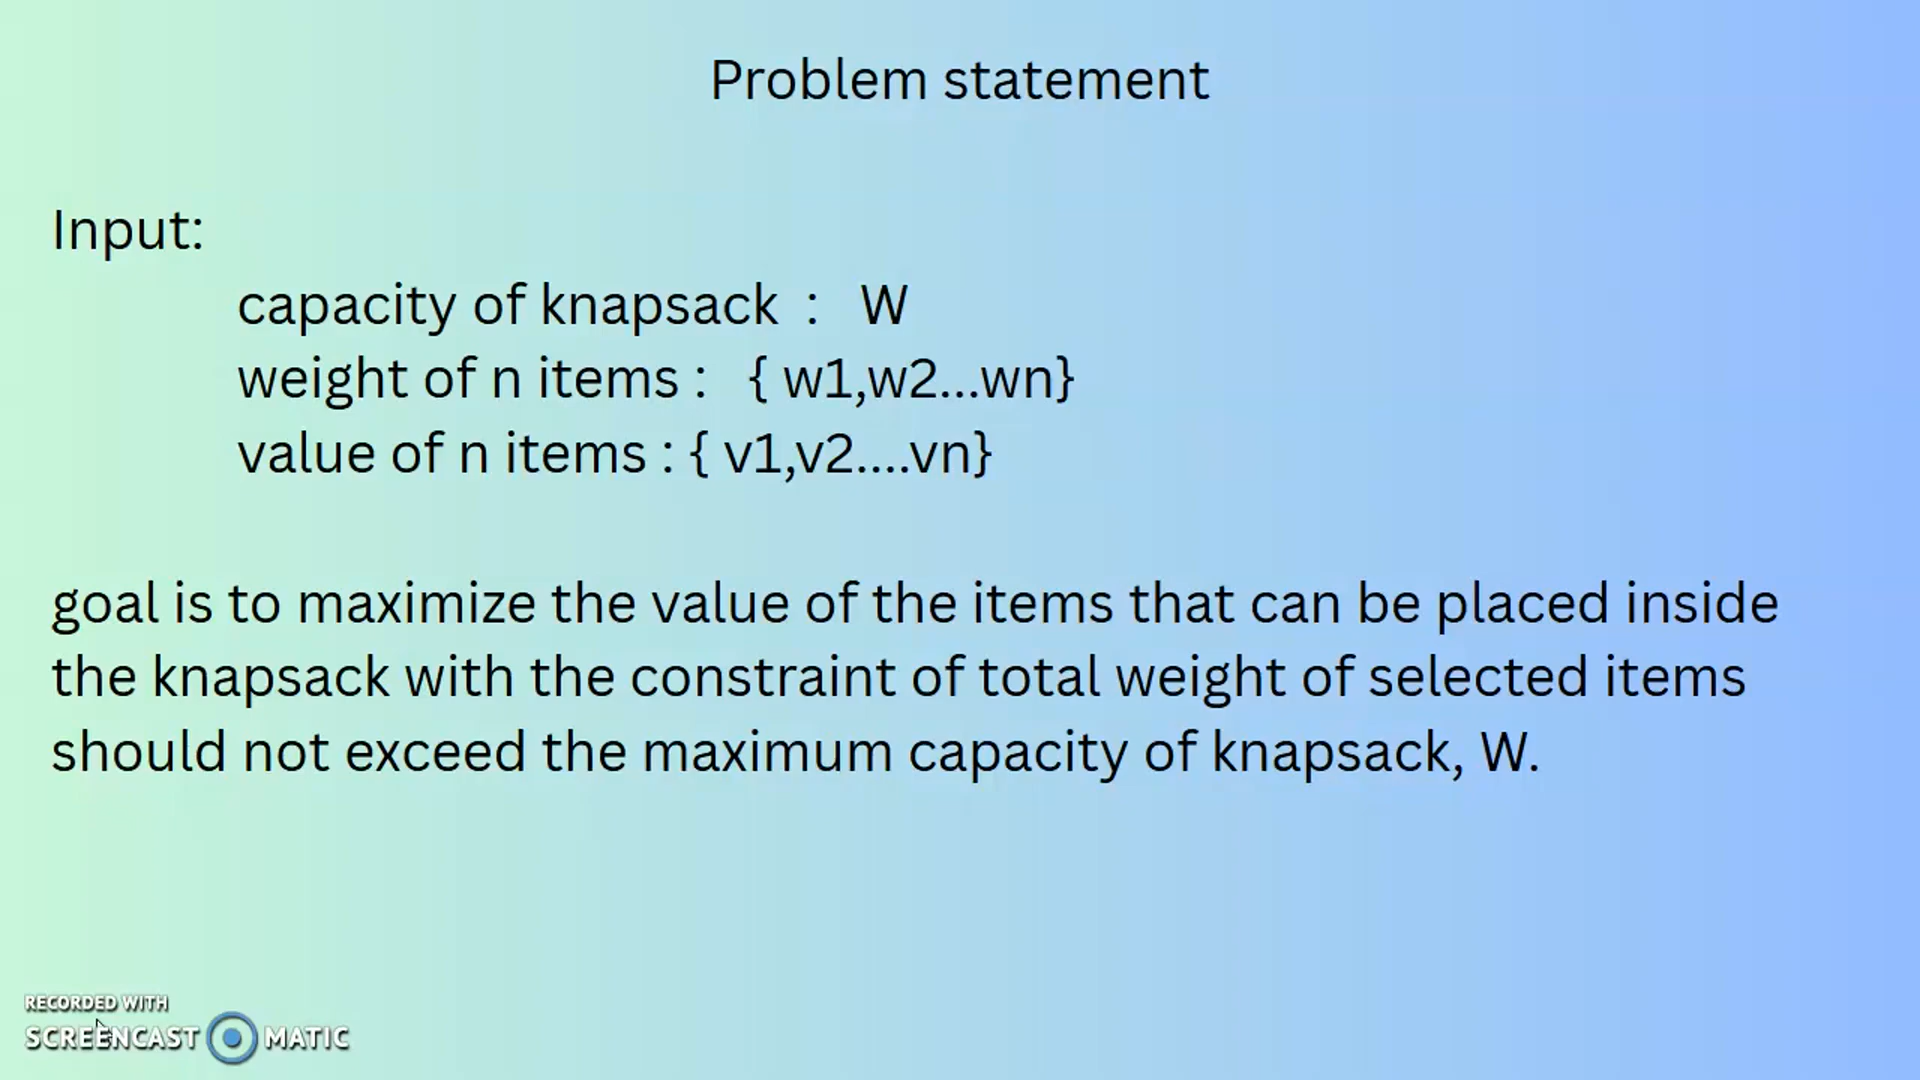 Problem statement
Input:
capacity of knapsack : W
weight of n items : { w1,w2...wn}
value of n items : { v1,v2....vn}
goal is to maximize the value of the items that can be placed inside
the knapsack with the constraint of total weight of selected items
should not exceed the maximum capacity of knapsack, W.
RECORDED WITH
SCREENCAST MATIC